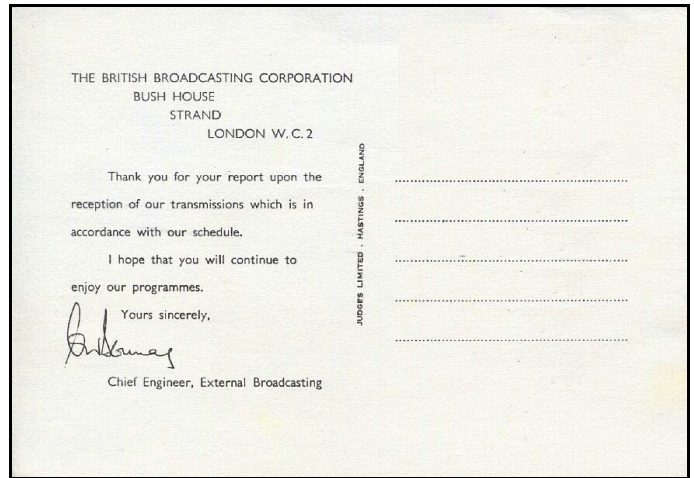 THE BRITISH BROADCASTING CORPORATION
BUSH HOUSE
STRAND
LONDON W.C.2
Thank you for your report upon the
reception of our transmissions which is in
accordance with our schedule.
I hope that you will continue to
enjoy our programmes.
Yours sincerely,
Chief Engineer, External Broadcasting
JUDGES LIMITED . HASTINGS . ENGLAND